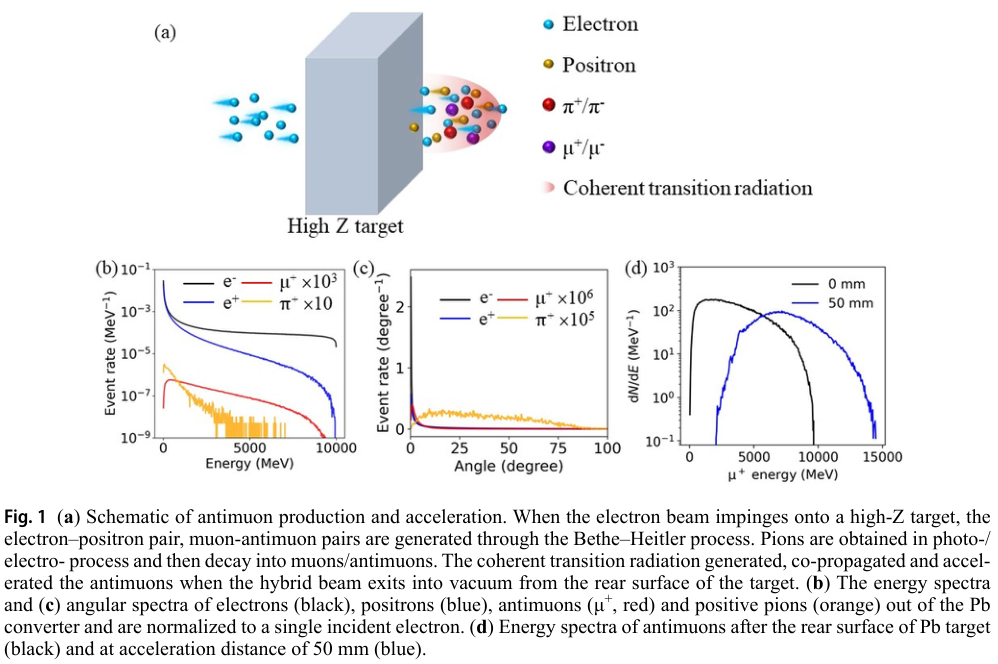 (a)
Electron
Positron
π⁺/π⁻
μ⁺/μ⁻
Coherent transition radiation
High Z target
(b)
10⁻¹
10⁻³
10⁻⁵
10⁻⁷
10⁻⁹
Event rate (MeV⁻¹)
e⁻ μ⁺ ×10³
e⁺ π⁺ ×10
0 5000 10000
Energy (MeV)
(c)
2
1
0
Event rate (degree⁻¹)
e⁻ μ⁺ ×10⁶
e⁺ π⁺ ×10⁵
0 25 50 75 100
Angle (degree)
(d)
10³
10²
10¹
10⁰
10⁻¹
dN/dE (MeV⁻¹)
0 mm
50 mm
0 5000 10000 15000
μ⁺ energy (MeV)
Fig. 1 (a) Schematic of antimuon production and acceleration. When the electron beam impinges onto a high-Z target, the
electron–positron pair, muon-antimuon pairs are generated through the Bethe–Heitler process. Pions are obtained in photo-/
electro- process and then decay into muons/antimuons. The coherent transition radiation generated, co-propagated and accel-
erated the antimuons when the hybrid beam exits into vacuum from the rear surface of the target. (b) The energy spectra
and (c) angular spectra of electrons (black), positrons (blue), antimuons (μ⁺, red) and positive pions (orange) out of the Pb
converter and are normalized to a single incident electron. (d) Energy spectra of antimuons after the rear surface of Pb target
(black) and at acceleration distance of 50 mm (blue).